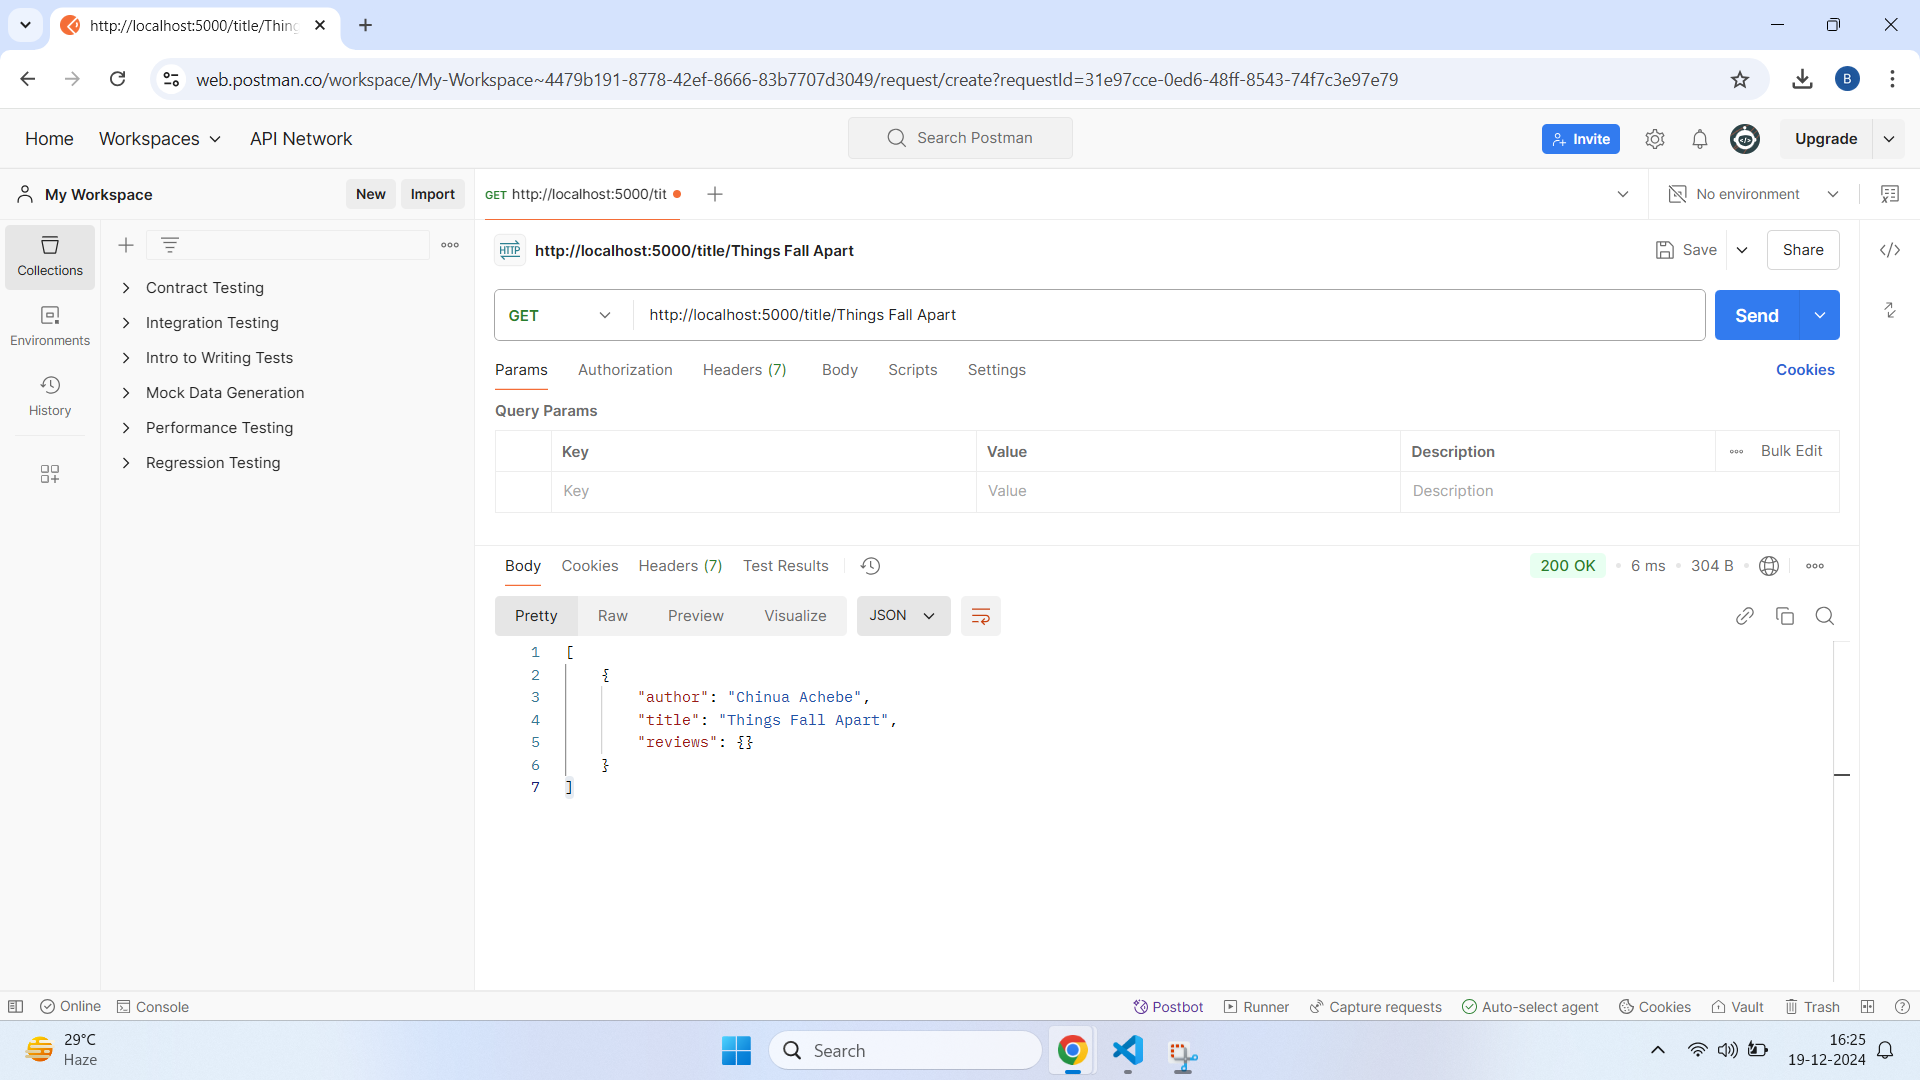 http://localhost:5000/title/Thing
web.postman.co/workspace/My-Workspace~4479b191-8778-42ef-8666-83b7707d3049/request/create?requestId=31e97cce-0ed6-48ff-8543-74f7c3e97e79
B
Home Workspaces API Network Search Postman Invite Upgrade
My Workspace New Import GET http://localhost:5000/tit No environment
Collections
Environments
History
Contract Testing
Integration Testing
Intro to Writing Tests
Mock Data Generation
Performance Testing
Regression Testing
HTTP http://localhost:5000/title/Things Fall Apart Save Share
GET http://localhost:5000/title/Things Fall Apart Send
Params Authorization Headers (7) Body Scripts Settings Cookies
Query Params
Key Value Description Bulk Edit
Key Value Description
Body Cookies Headers (7) Test Results 200 OK 6 ms 304 B
Pretty Raw Preview Visualize JSON
1 [
2 {
3 "author": "Chinua Achebe",
4 "title": "Things Fall Apart",
5 "reviews": {}
6 }
7 ]
Online Console Postbot Runner Capture requests Auto-select agent Cookies Vault Trash
29°C
Haze
Search
16:25
19-12-2024